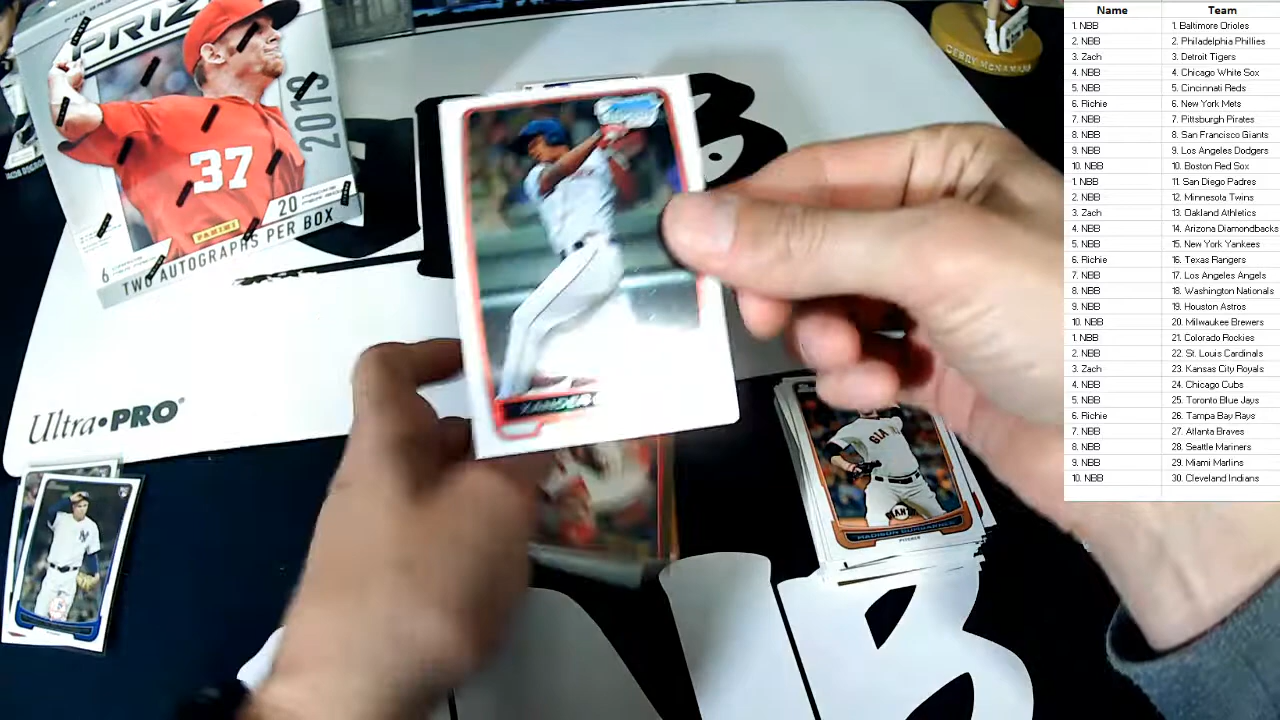 PRIZ
2013
37
PANINI
20
6
TWO AUTOGRAPHS PER BOX
Ultra•PRO®
XANDER
GIANTS
MADISON BUMGARNER
PITCHER
GERRY MCNAMARA
Name Team
1 NBB 1. Baltimore Orioles
2. NBB 2. Philadelphia Phillies
3. Zach 3. Detroit Tigers
4. NBB 4. Chicago White Sox
5. NBB 5. Cincinnati Reds
6. Richie 6. New York Mets
7. NBB 7. Pittsburgh Pirates
8. NBB 8. San Francisco Giants
9. NBB 9. Los Angeles Dodgers
10. NBB 10. Boston Red Sox
1 NBB 11. San Diego Padres
2. NBB 12. Minnesota Twins
3. Zach 13. Oakland Athletics
4. NBB 14. Arizona Diamondbacks
5. NBB 15. New York Yankees
6. Richie 16. Texas Rangers
7. NBB 17. Los Angeles Angels
8. NBB 18. Washington Nationals
9. NBB 19. Houston Astros
10. NBB 20. Milwaukee Brewers
1 NBB 21. Colorado Rockies
2. NBB 22. St. Louis Cardinals
3. Zach 23. Kansas City Royals
4. NBB 24. Chicago Cubs
5. NBB 25. Toronto Blue Jays
6. Richie 26. Tampa Bay Rays
7. NBB 27. Atlanta Braves
8. NBB 28. Seattle Mariners
9. NBB 29. Miami Marlins
10. NBB 30. Cleveland Indians